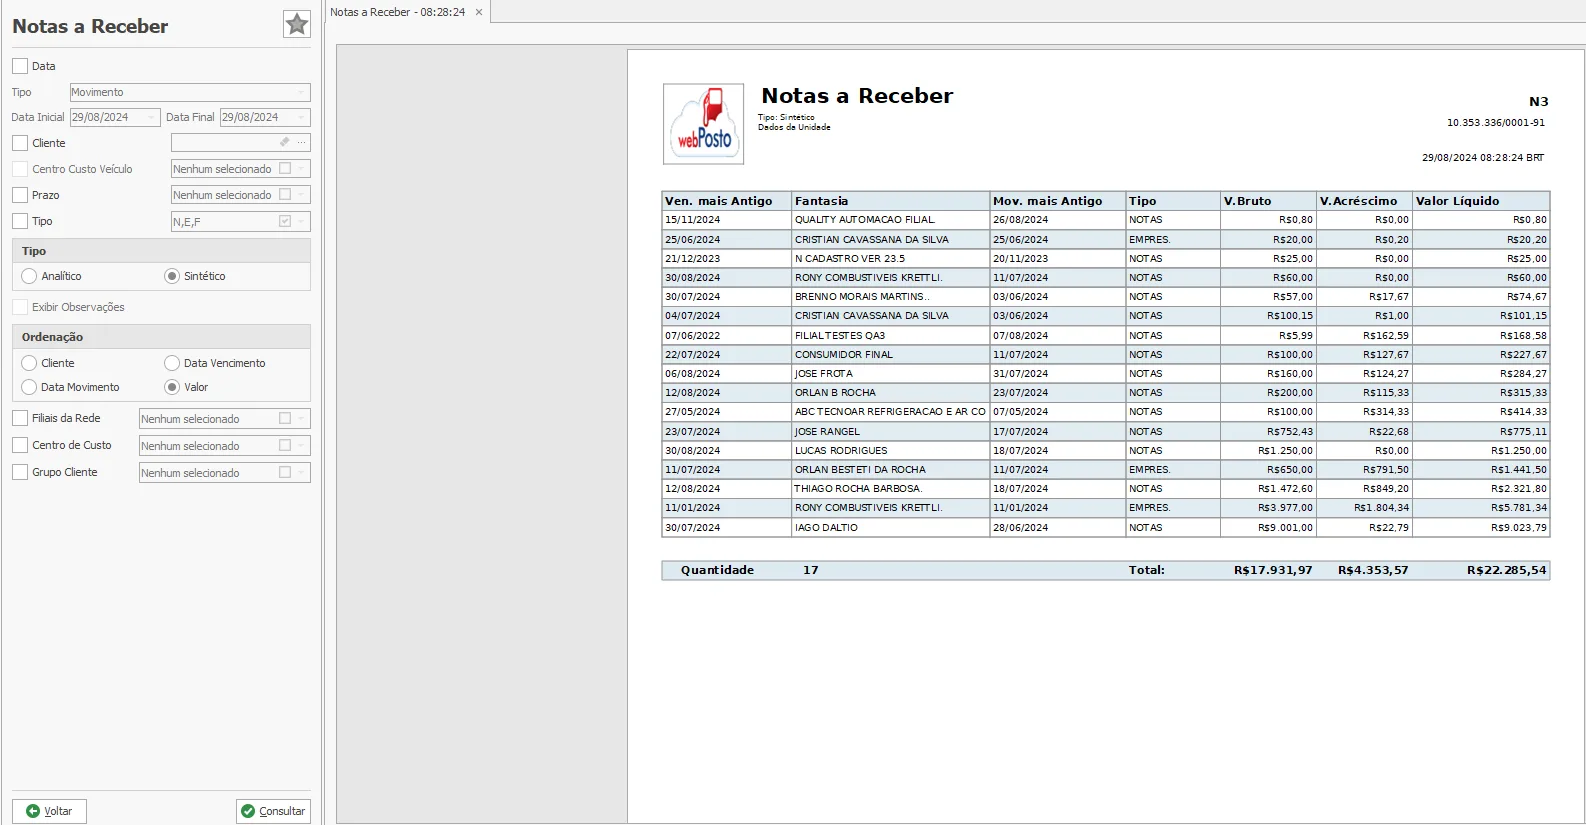 Notas a Receber
Data
Tipo Movimento
Data Inicial 29/08/2024 Data Final 29/08/2024
Cliente ...
Centro Custo Veículo Nenhum selecionado
Prazo Nenhum selecionado
Tipo N,E,F
Tipo
Analítico Sintético
Exibir Observações
Ordenação
Cliente Data Vencimento
Data Movimento Valor
Filiais da Rede Nenhum selecionado
Centro de Custo Nenhum selecionado
Grupo Cliente Nenhum selecionado
Voltar Consultar
Notas a Receber - 08:28:24 ×
webPosto
Notas a Receber
Tipo: Sintético
Dados da Unidade
N3
10.353.336/0001-91
29/08/2024 08:28:24 BRT
Ven. mais Antigo Fantasia Mov. mais Antigo Tipo V.Bruto V.Acréscimo Valor Líquido
15/11/2024 QUALITY AUTOMACAO FILIAL. 26/08/2024 NOTAS R$0,80 R$0,00 R$0,80
25/06/2024 CRISTIAN CAVASSANA DA SILVA 25/06/2024 EMPRES. R$20,00 R$0,20 R$20,20
21/12/2023 N CADASTRO VER 23.5 20/11/2023 NOTAS R$25,00 R$0,00 R$25,00
30/08/2024 RONY COMBUSTIVEIS KRETTLI. 11/07/2024 NOTAS R$60,00 R$0,00 R$60,00
30/07/2024 BRENNO MORAIS MARTINS.. 03/06/2024 NOTAS R$57,00 R$17,67 R$74,67
04/07/2024 CRISTIAN CAVASSANA DA SILVA 03/06/2024 NOTAS R$100,15 R$1,00 R$101,15
07/06/2022 FILIAL TESTES QA3 07/08/2024 NOTAS R$5,99 R$162,59 R$168,58
22/07/2024 CONSUMIDOR FINAL 11/07/2024 NOTAS R$100,00 R$127,67 R$227,67
06/08/2024 JOSE FROTA 31/07/2024 NOTAS R$160,00 R$124,27 R$284,27
12/08/2024 ORLAN B ROCHA 23/07/2024 NOTAS R$200,00 R$115,33 R$315,33
27/05/2024 ABC TECNOAR REFRIGERACAO E AR CO 07/05/2024 NOTAS R$100,00 R$314,33 R$414,33
23/07/2024 JOSE RANGEL 17/07/2024 NOTAS R$752,43 R$22,68 R$775,11
30/08/2024 LUCAS RODRIGUES 18/07/2024 NOTAS R$1.250,00 R$0,00 R$1.250,00
11/07/2024 ORLAN BESTETI DA ROCHA 11/07/2024 EMPRES. R$650,00 R$791,50 R$1.441,50
12/08/2024 THIAGO ROCHA BARBOSA. 18/07/2024 NOTAS R$1.472,60 R$849,20 R$2.321,80
11/01/2024 RONY COMBUSTIVEIS KRETTLI. 11/01/2024 EMPRES. R$3.977,00 R$1.804,34 R$5.781,34
30/07/2024 IAGO DALTIO 28/06/2024 NOTAS R$9.001,00 R$22,79 R$9.023,79
Quantidade 17 Total: R$17.931,97 R$4.353,57 R$22.285,54